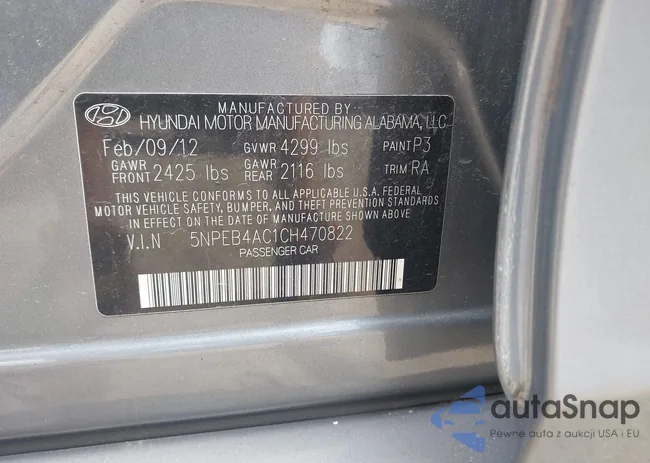 MANUFACTURED BY
HYUNDAI MOTOR MANUFACTURING ALABAMA, LLC
Feb/09/12 GVWR 4299 lbs PAINT P3
GAWR FRONT 2425 lbs GAWR REAR 2116 lbs TRIM RA
THIS VEHICLE CONFORMS TO ALL APPLICABLE U.S.A. FEDERAL
MOTOR VEHICLE SAFETY, BUMPER, AND THEFT PREVENTION STANDARDS
IN EFFECT ON THE DATE OF MANUFACTURE SHOWN ABOVE.
V.I.N 5NPEB4AC1CH470822
PASSENGER CAR
autaSnap
Pewne auta z aukcji USA i EU